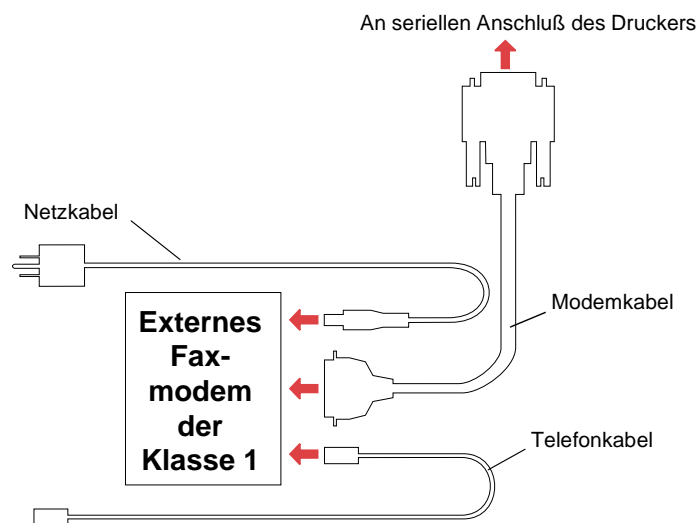 An seriellen Anschluß des Druckers
Netzkabel
Modemkabel
Externes
Fax-
modem
der
Klasse 1
Telefonkabel